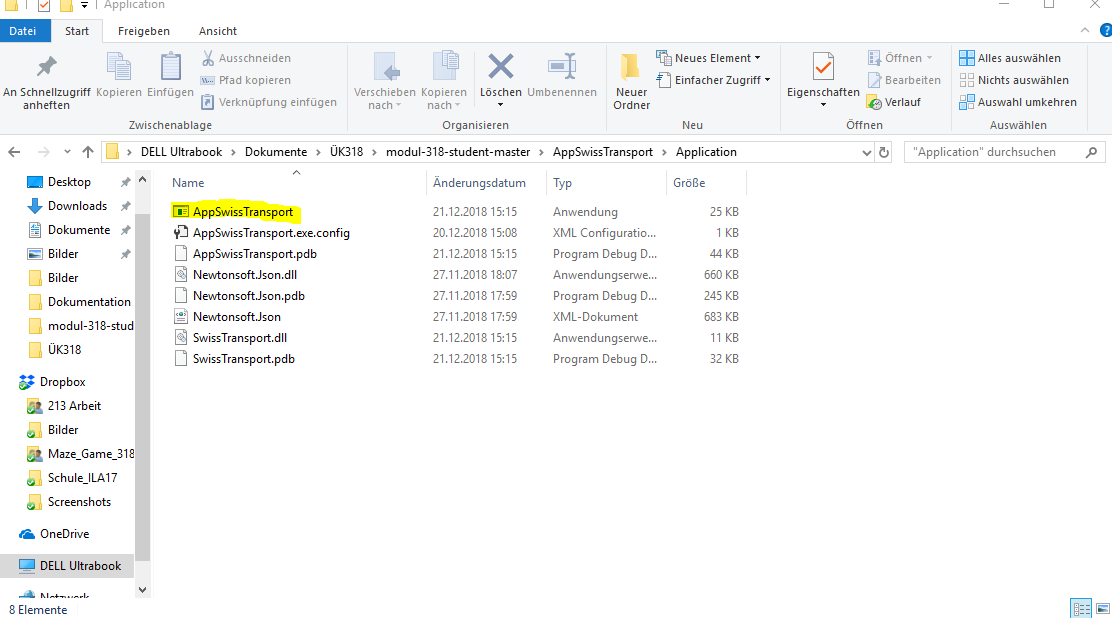 Application
Datei Start Freigeben Ansicht
An Schnellzugriff anheften
Kopieren
Einfügen
Ausschneiden
Pfad kopieren
Verknüpfung einfügen
Zwischenablage
Verschieben nach
Kopieren nach
Löschen
Umbenennen
Organisieren
Neuer Ordner
Neues Element
Einfacher Zugriff
Neu
Eigenschaften
Öffnen
Bearbeiten
Verlauf
Öffnen
Alles auswählen
Nichts auswählen
Auswahl umkehren
Auswählen
DELL Ultrabook > Dokumente > ÜK318 > modul-318-student-master > AppSwissTransport > Application
"Application" durchsuchen
Desktop
Downloads
Dokumente
Bilder
Bilder
Dokumentation
modul-318-stud
ÜK318
Dropbox
213 Arbeit
Bilder
Maze_Game_318
Schule_ILA17
Screenshots
OneDrive
DELL Ultrabook
Netzwerk
Name Änderungsdatum Typ Größe
AppSwissTransport 21.12.2018 15:15 Anwendung 25 KB
AppSwissTransport.exe.config 20.12.2018 15:08 XML Configuratio... 1 KB
AppSwissTransport.pdb 21.12.2018 15:15 Program Debug D... 44 KB
Newtonsoft.Json.dll 27.11.2018 18:07 Anwendungserwe... 660 KB
Newtonsoft.Json.pdb 27.11.2018 17:59 Program Debug D... 245 KB
Newtonsoft.Json 27.11.2018 17:59 XML-Dokument 683 KB
SwissTransport.dll 21.12.2018 15:15 Anwendungserwe... 11 KB
SwissTransport.pdb 21.12.2018 15:15 Program Debug D... 32 KB
8 Elemente